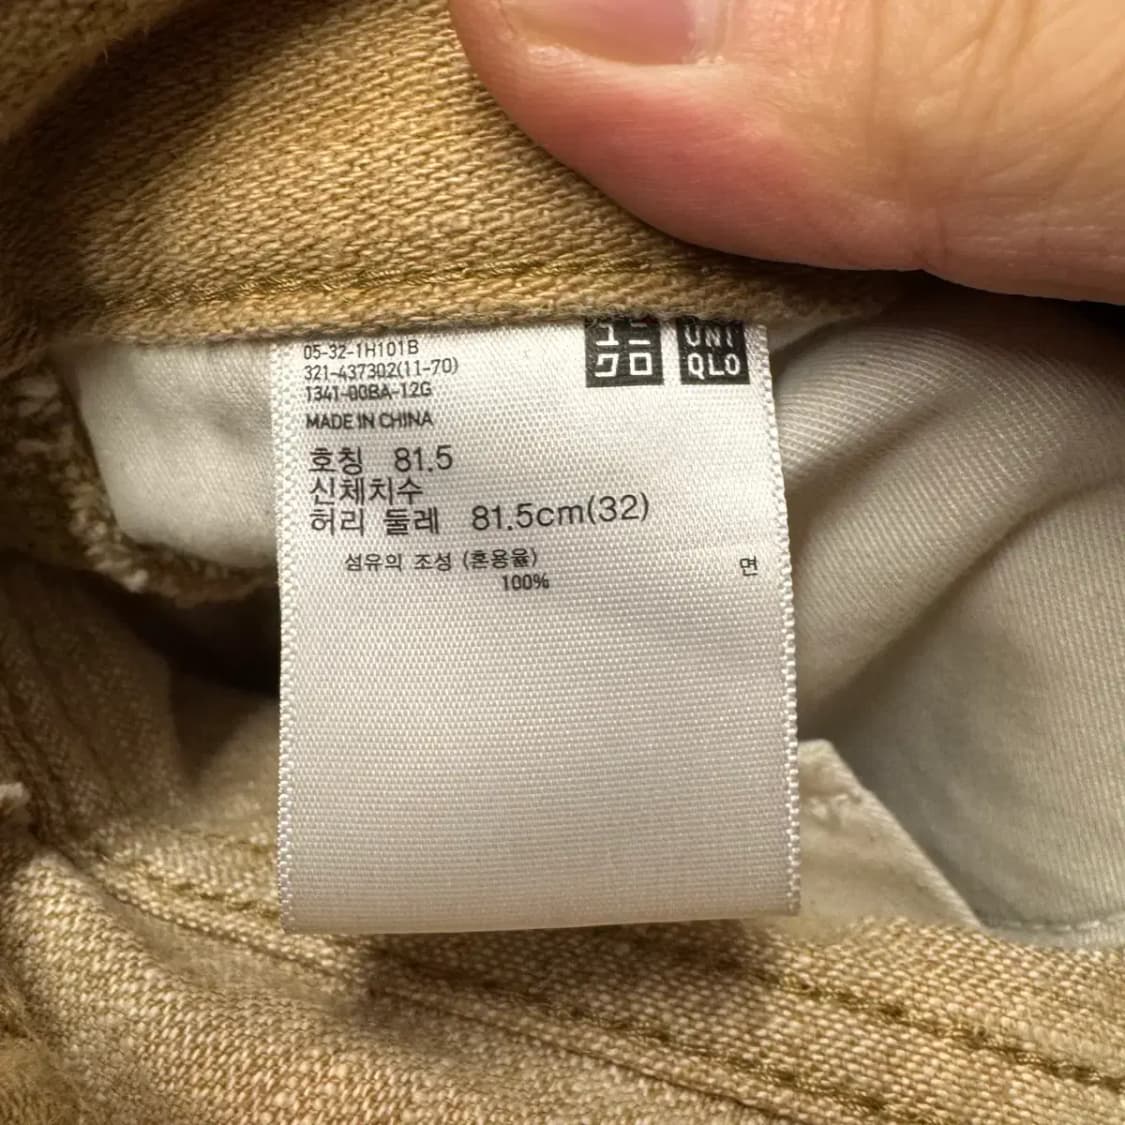 05-32-1H101B
321-437302(11-70)
1341-00BA-12G
MADE IN CHINA
ユニ
クロ
UNI
QLO
호칭 81.5
신체치수
허리 둘레 81.5cm(32)
섬유의 조성 (혼용율)
면 100%